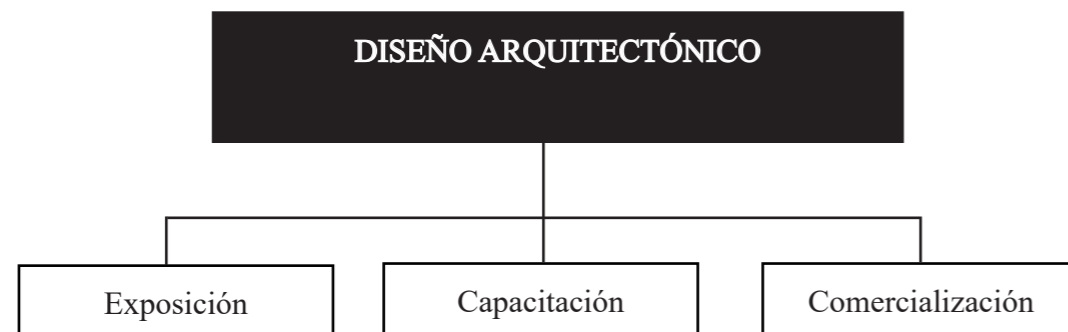 DISEÑO ARQUITECTÓNICO
Exposición
Capacitación
Comercialización